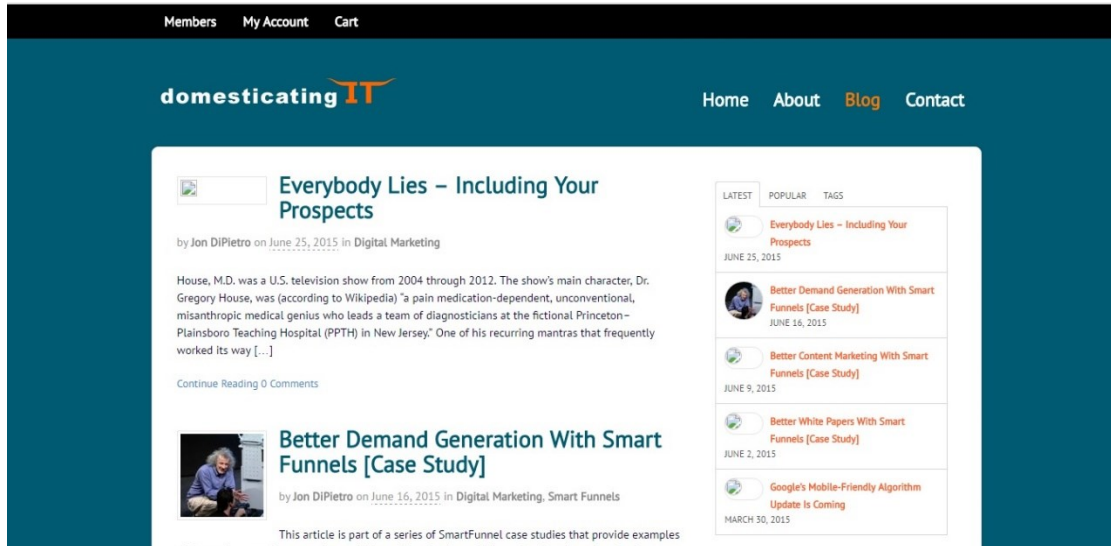 Members My Account Cart
domesticating IT
Home About Blog Contact
Everybody Lies – Including Your
Prospects
by Jon DiPietro on June 25, 2015 in Digital Marketing
House, M.D. was a U.S. television show from 2004 through 2012. The show's main character, Dr.
Gregory House, was (according to Wikipedia) "a pain medication-dependent, unconventional,
misanthropic medical genius who leads a team of diagnosticians at the fictional Princeton–
Plainsboro Teaching Hospital (PPTH) in New Jersey." One of his recurring mantras that frequently
worked its way […]
Continue Reading 0 Comments
Better Demand Generation With Smart
Funnels [Case Study]
by Jon DiPietro on June 16, 2015 in Digital Marketing, Smart Funnels
This article is part of a series of SmartFunnel case studies that provide examples
LATEST POPULAR TAGS
Everybody Lies – Including Your
Prospects
JUNE 25, 2015
Better Demand Generation With Smart
Funnels [Case Study]
JUNE 16, 2015
Better Content Marketing With Smart
Funnels [Case Study]
JUNE 9, 2015
Better White Papers With Smart
Funnels [Case Study]
JUNE 2, 2015
Google's Mobile-Friendly Algorithm
Update Is Coming
MARCH 30, 2015